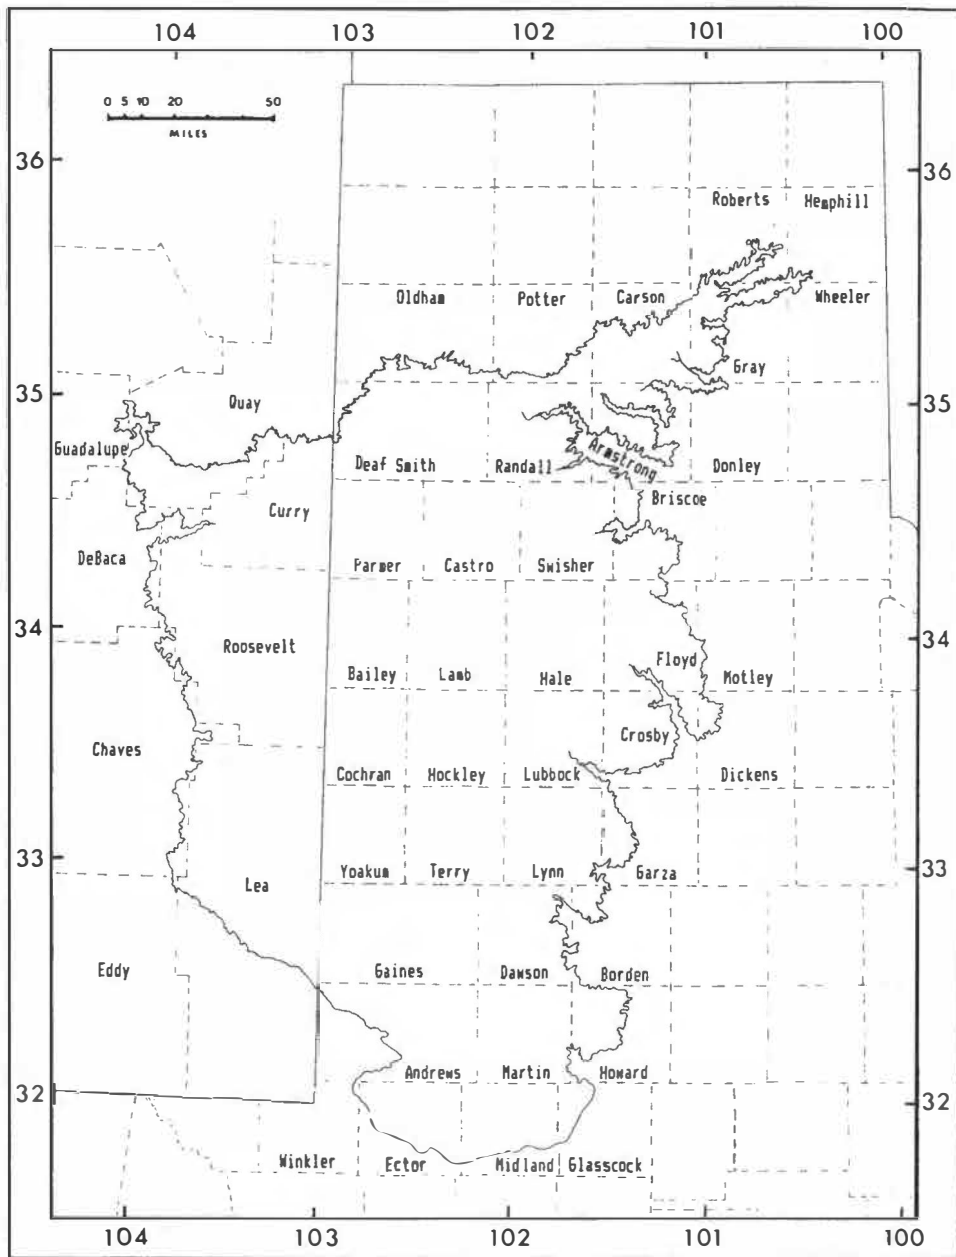 104 103 102 101 100
0 5 10 20 50
MILES
36 36
Roberts Hemphill
Oldham Potter Carson Wheeler
Gray
35 35
Quay
Guadalupe
Armstrong
Deaf Smith Randall Donley
Briscoe
Curry
DeBaca
Parmer Castro Swisher
34 34
Roosevelt Floyd
Bailey Lamb Hale Motley
Crosby
Chaves
Cochran Hockley Lubbock Dickens
33 33
Yoakum Terry Lynn Garza
Lea
Eddy Gaines Dawson Borden
Andrews Martin Howard
32 32
Winkler Ector Midland Glasscock
104 103 102 101 100